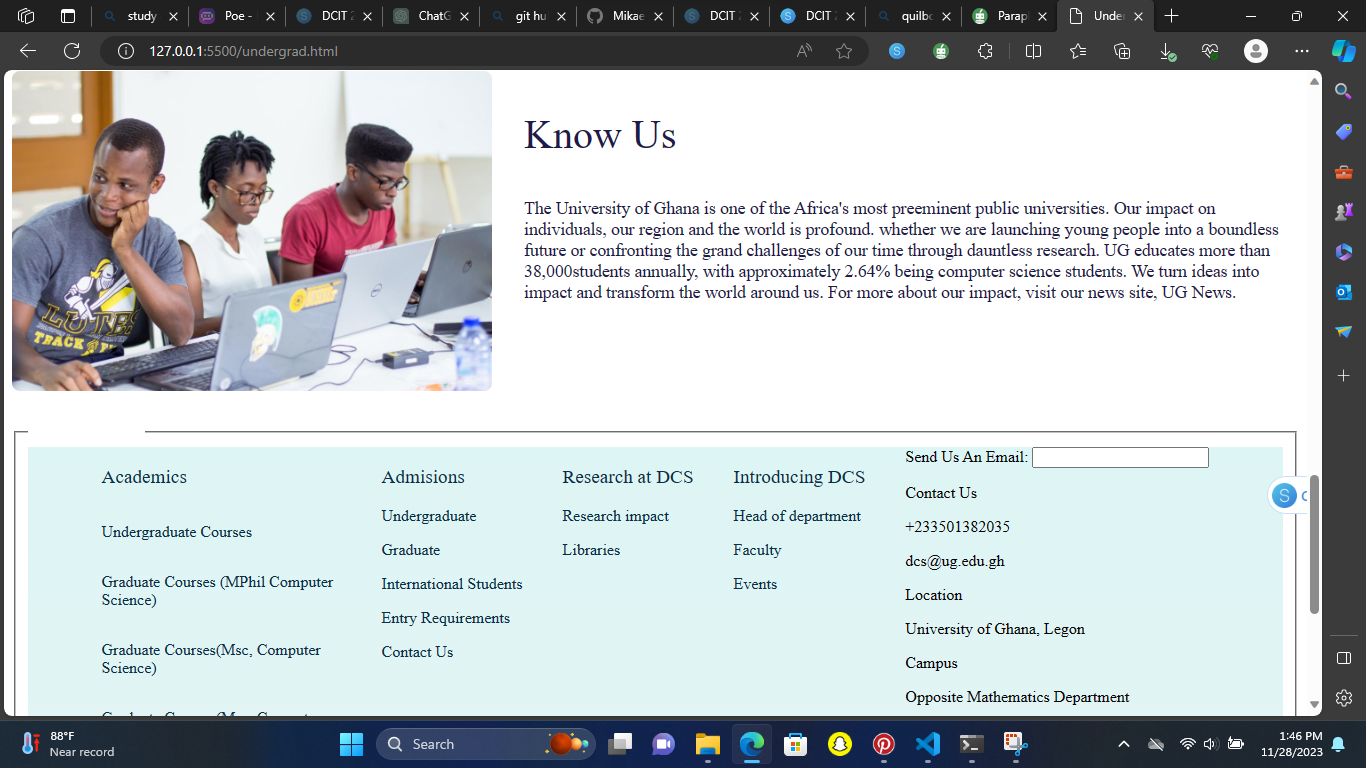 study
Poe -
DCIT 2
ChatG
git hu
Mikae
DCIT 2
DCIT 2
quilbo
Parap
Under
127.0.0.1:5500/undergrad.html
LUTES
TRACK & FI
DELL
Know Us
The University of Ghana is one of the Africa's most preeminent public universities. Our impact on
individuals, our region and the world is profound. whether we are launching young people into a boundless
future or confronting the grand challenges of our time through dauntless research. UG educates more than
38,000students annually, with approximately 2.64% being computer science students. We turn ideas into
impact and transform the world around us. For more about our impact, visit our news site, UG News.
Academics
Undergraduate Courses
Graduate Courses (MPhil Computer
Science)
Graduate Courses(Msc, Computer
Science)
Admisions
Undergraduate
Graduate
International Students
Entry Requirements
Contact Us
Research at DCS
Research impact
Libraries
Introducing DCS
Head of department
Faculty
Events
Send Us An Email:
Contact Us
+233501382035
dcs@ug.edu.gh
Location
University of Ghana, Legon
Campus
Opposite Mathematics Department
88°F
Near record
Search
1:46 PM
11/28/2023